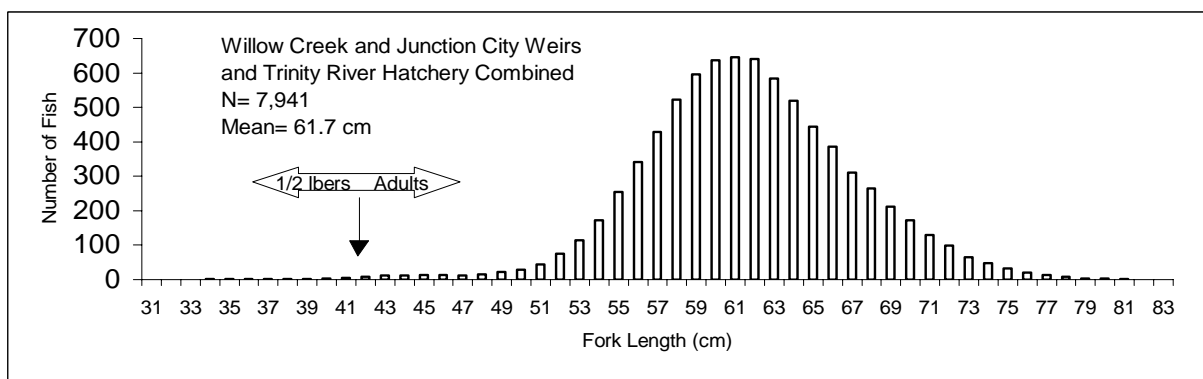 Willow Creek and Junction City Weirs
and Trinity River Hatchery Combined
N= 7,941
Mean= 61.7 cm
1/2 lbers Adults
Number of Fish
700
600
500
400
300
200
100
0
31 33 35 37 39 41 43 45 47 49 51 53 55 57 59 61 63 65 67 69 71 73 75 77 79 81 83
Fork Length (cm)